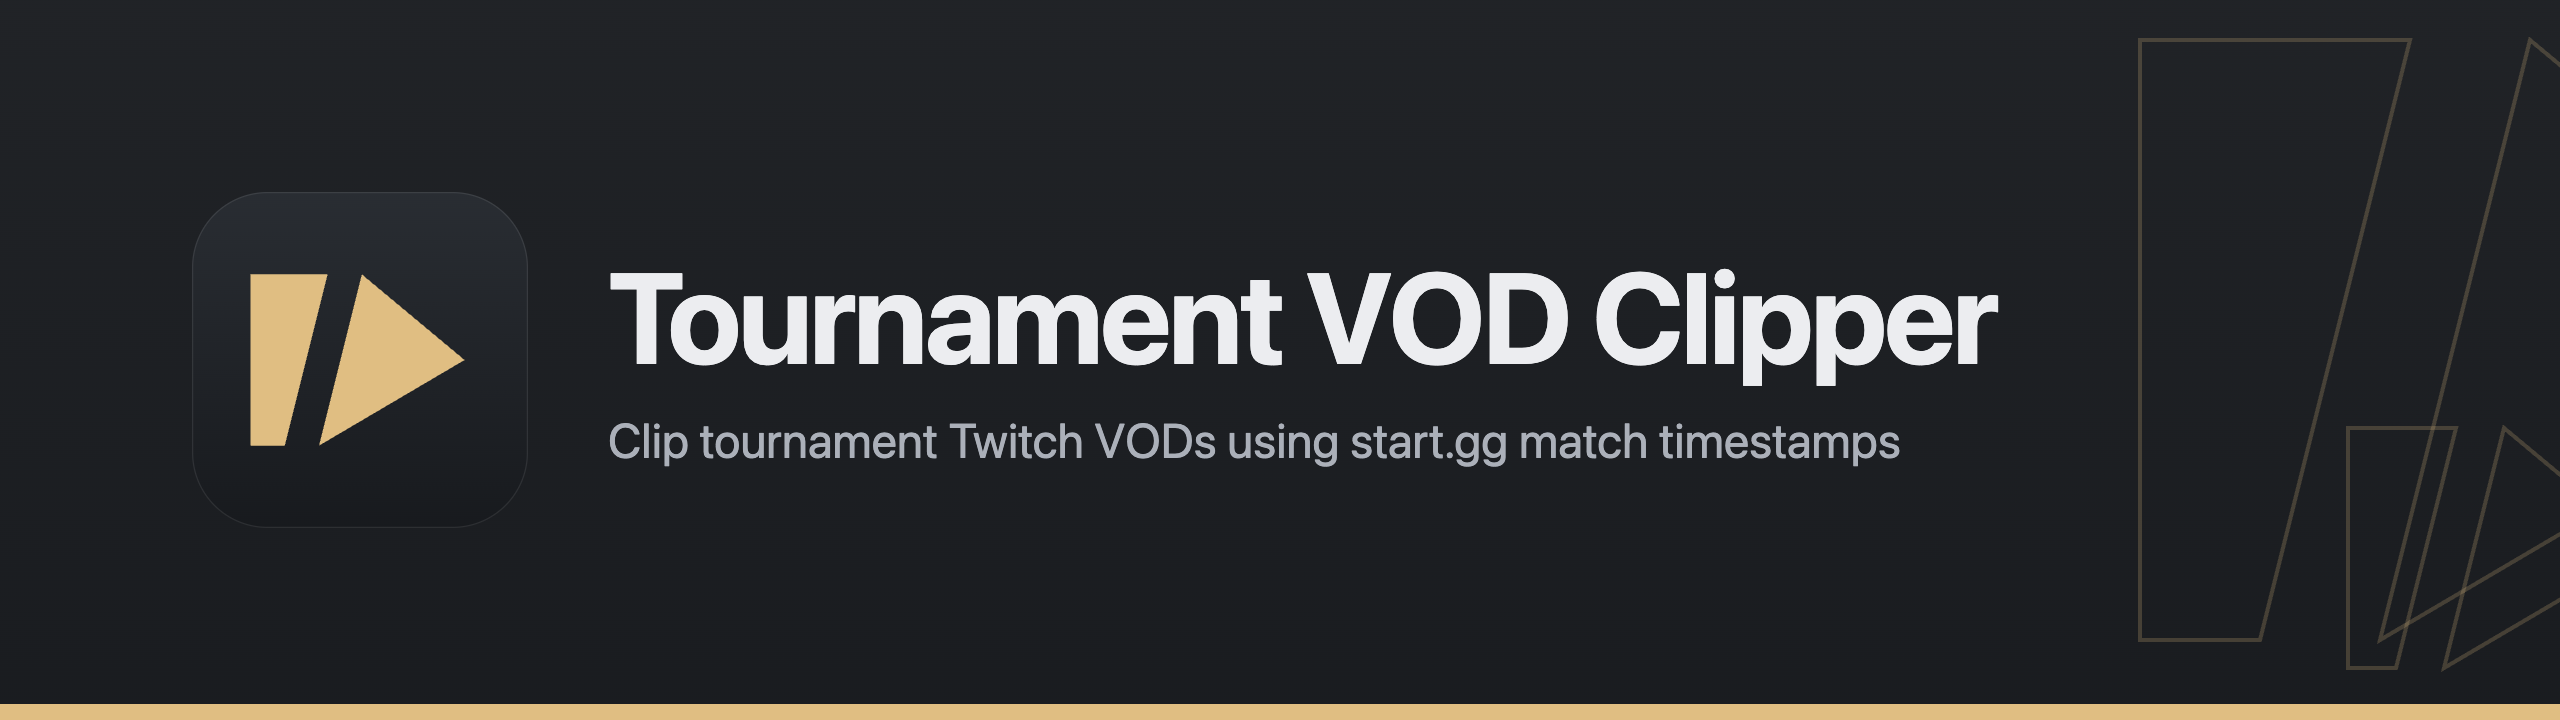 Tournament VOD Clipper
Clip tournament Twitch VODs using start.gg match timestamps